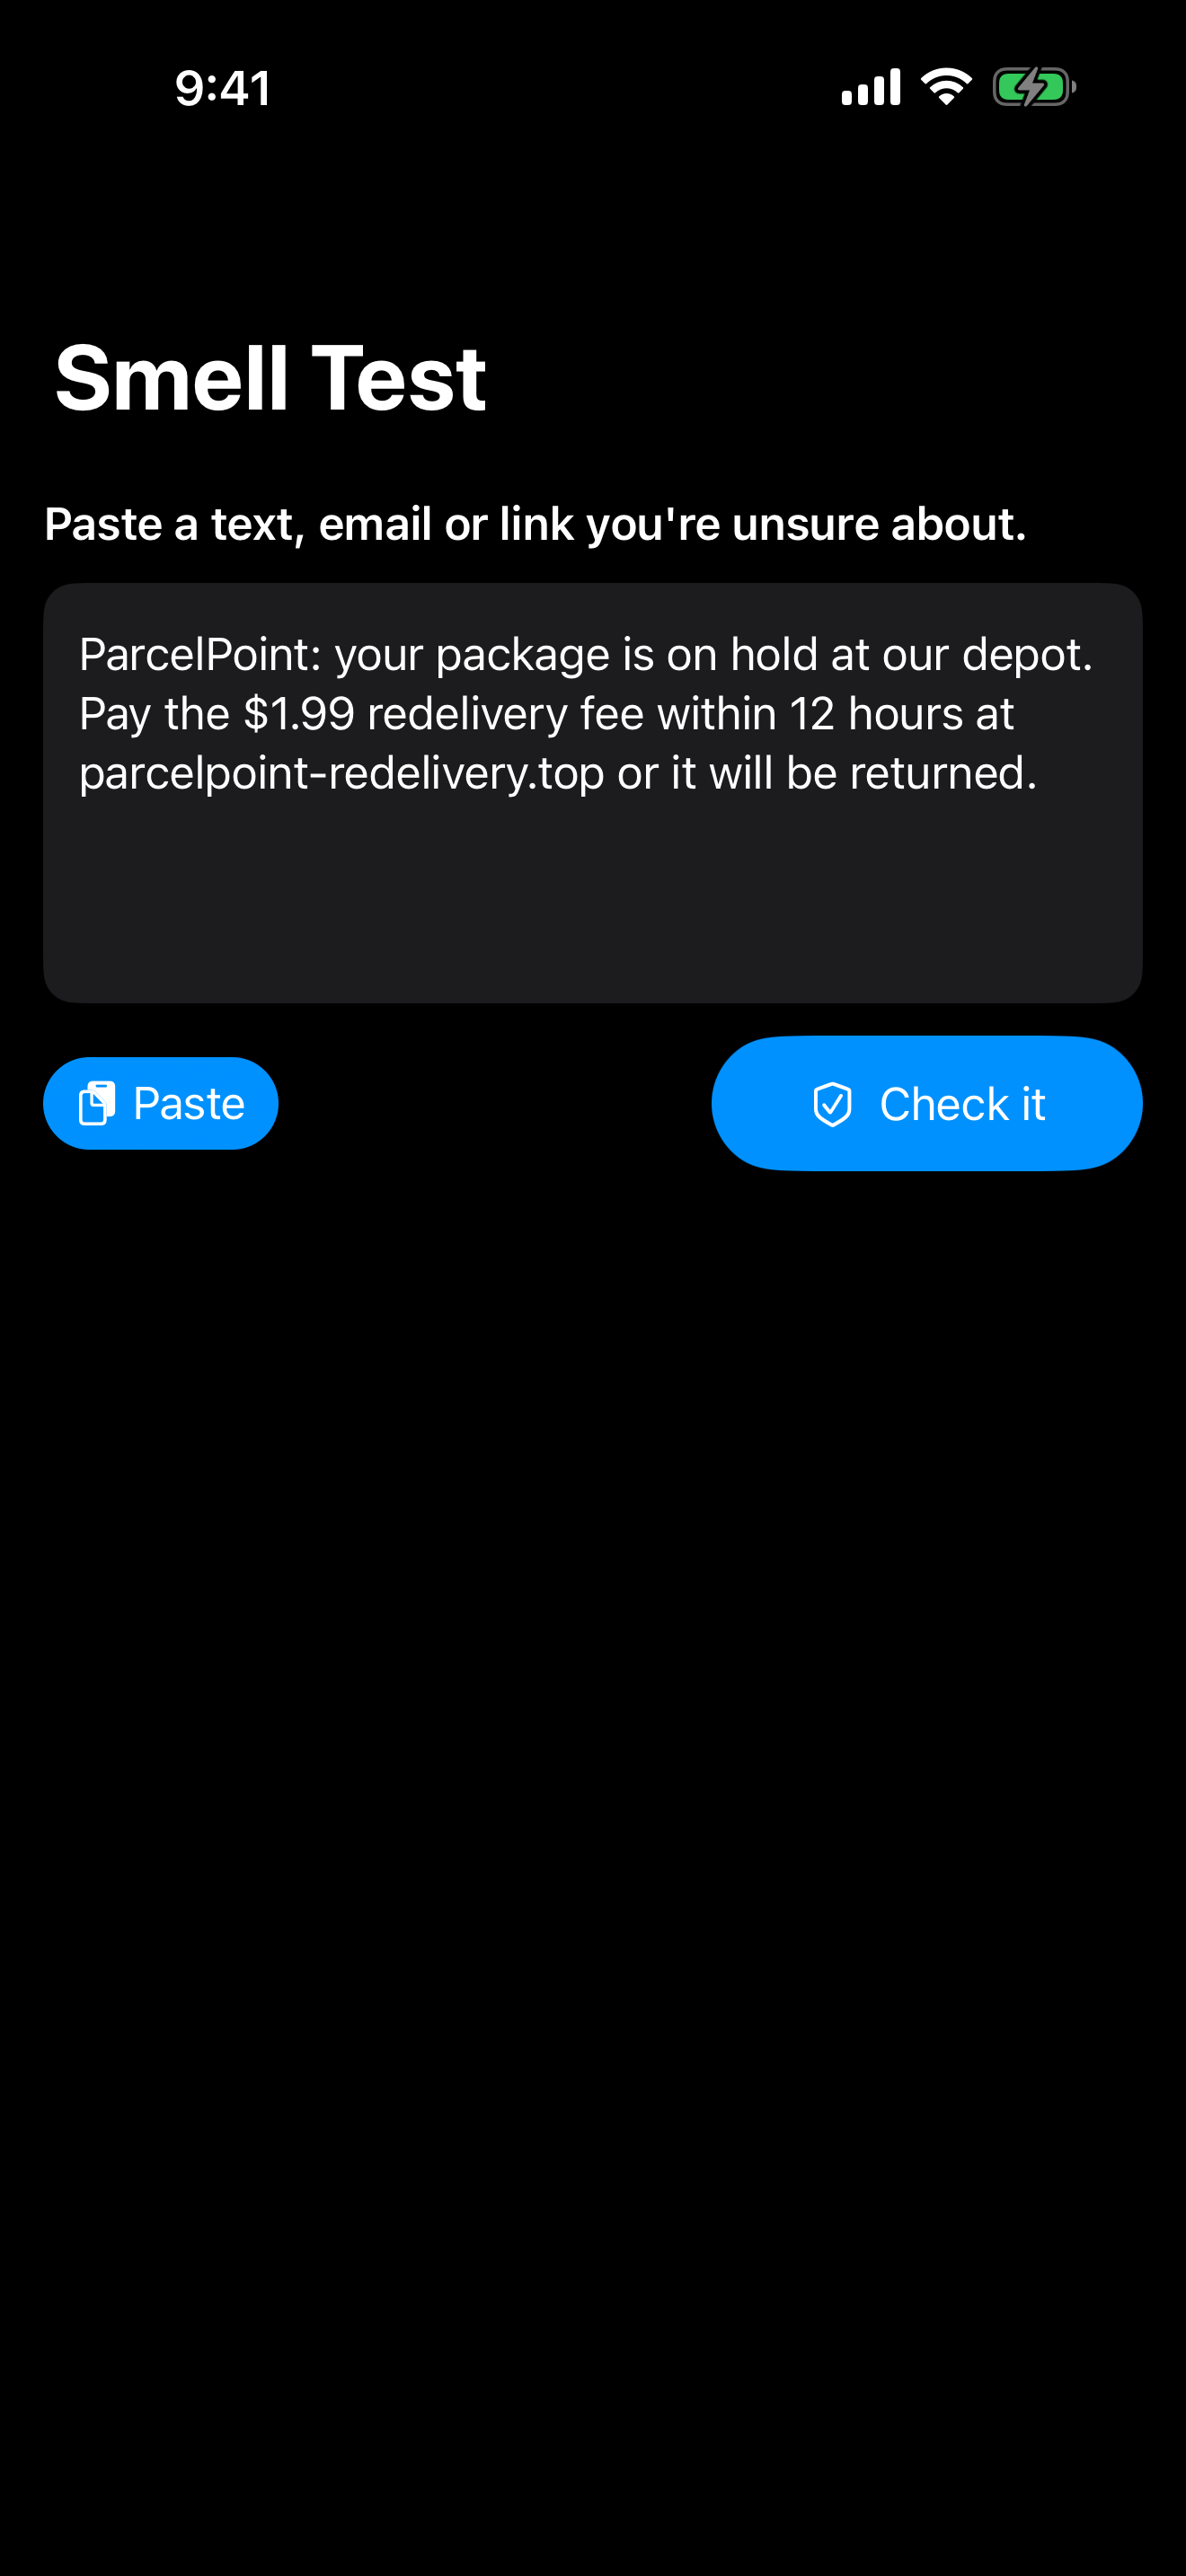 9:41
Smell Test
Paste a text, email or link you're unsure about.
ParcelPoint: your package is on hold at our depot.
Pay the $1.99 redelivery fee within 12 hours at
parcelpoint-redelivery.top or it will be returned.
Paste
Check it